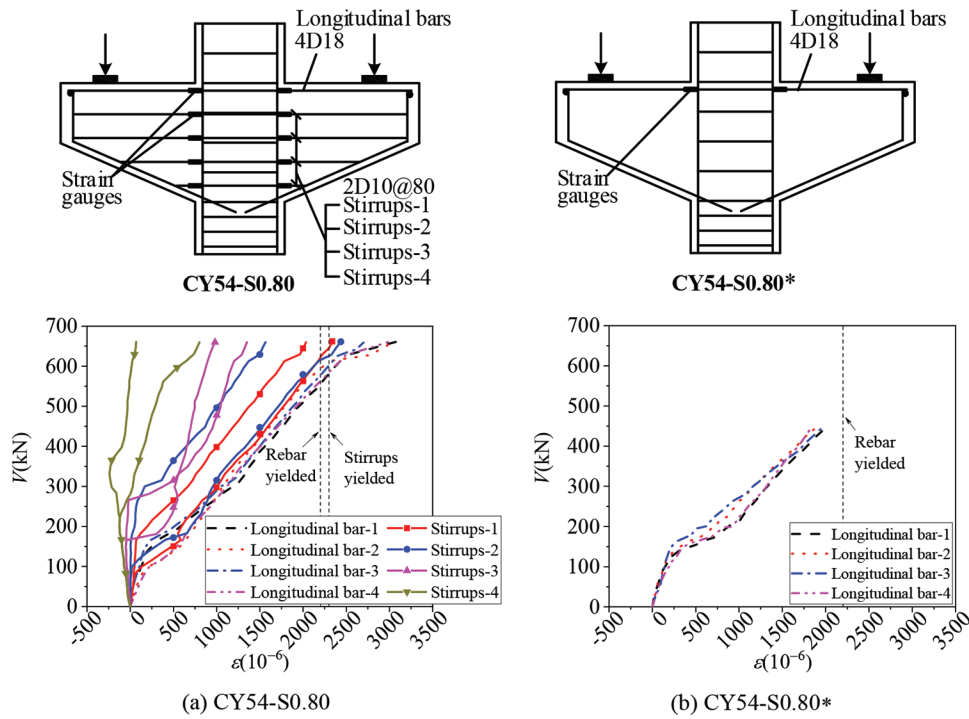 Longitudinal bars
4D18
Strain
gauges
2D10@80
Stirrups-1
Stirrups-2
Stirrups-3
Stirrups-4
CY54-S0.80
Longitudinal bars
4D18
Strain
gauges
CY54-S0.80*
700
600
500
400
300
200
100
0
V(kN)
Rebar
yielded
Stirrups
yielded
Longitudinal bar-1
Longitudinal bar-2
Longitudinal bar-3
Longitudinal bar-4
Stirrups-1
Stirrups-2
Stirrups-3
Stirrups-4
-500 0 500 1000 1500 2000 2500 3000 3500
ε(10⁻⁶)
(a) CY54-S0.80
700
600
500
400
300
200
100
0
V(kN)
Rebar
yielded
Longitudinal bar-1
Longitudinal bar-2
Longitudinal bar-3
Longitudinal bar-4
-500 0 500 1000 1500 2000 2500 3000 3500
ε(10⁻⁶)
(b) CY54-S0.80*